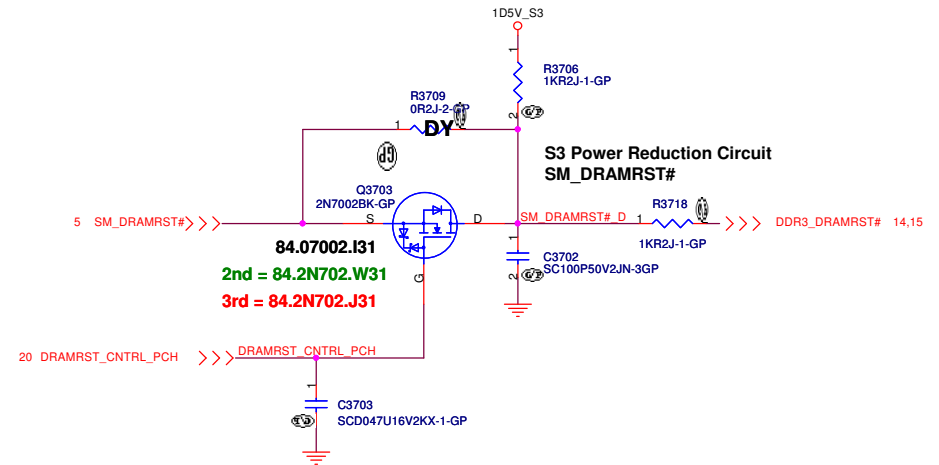 1D5V_S3
1
R3706
1KR2J-1-GP
2
R3709
0R2J-2-GP
1
DY
S3 Power Reduction Circuit
SM_DRAMRST#
Q3703
2N7002BK-GP
S
D
G
5 SM_DRAMRST#
SM_DRAMRST#_D
1
R3718
1KR2J-1-GP
DDR3_DRAMRST# 14,15
84.07002.I31
2nd = 84.2N702.W31
3rd = 84.2N702.J31
1
C3702
SC100P50V2JN-3GP
2
20 DRAMRST_CNTRL_PCH
DRAMRST_CNTRL_PCH
1
C3703
SCD047U16V2KX-1-GP
GP